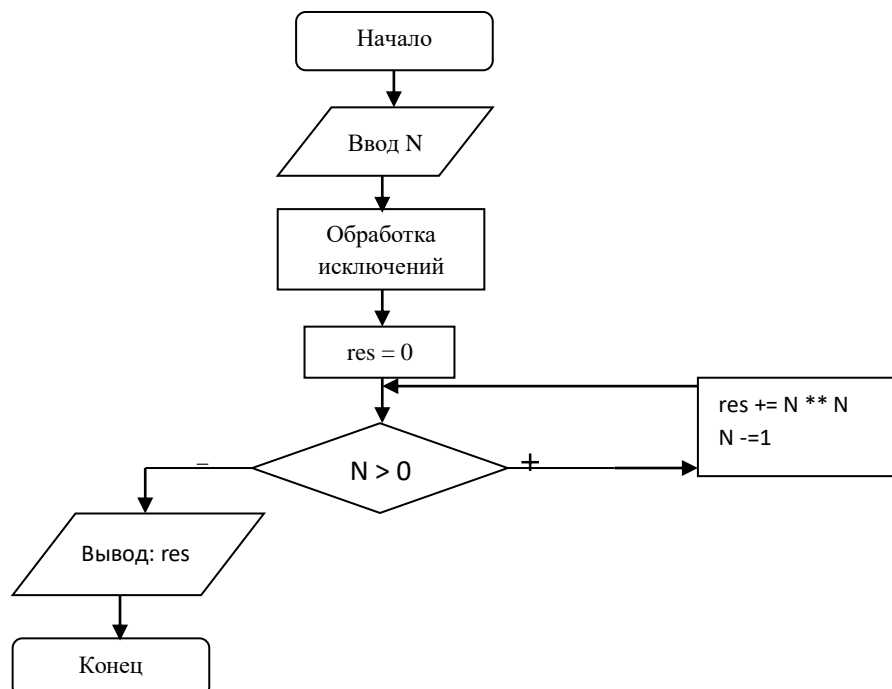 Начало
Ввод N
Обработка
исключений
res = 0
res += N ** N
N -=1
N > 0
–
+
Вывод: res
Конец